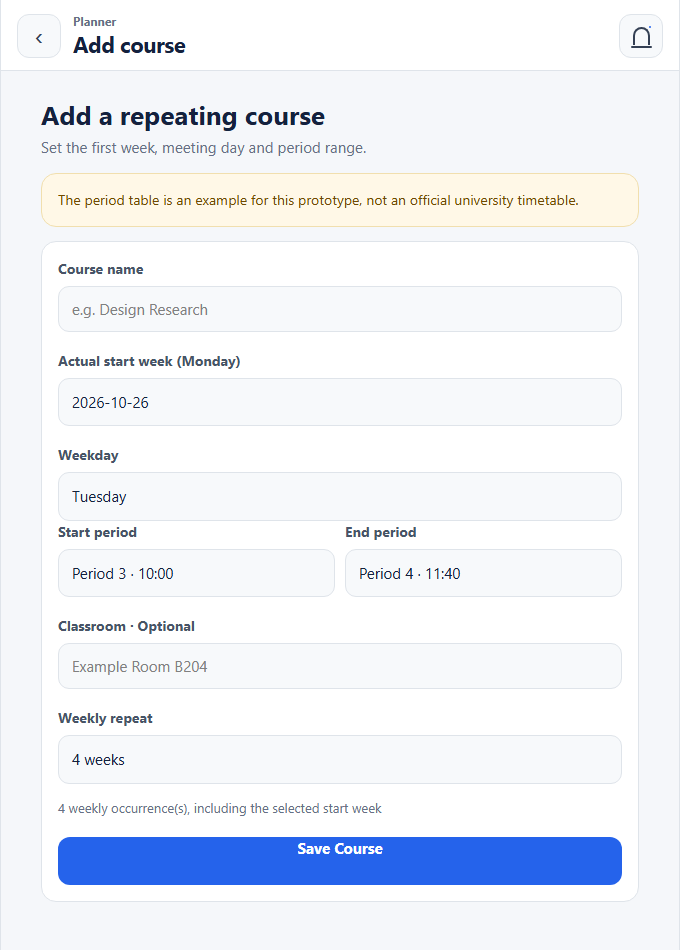 Planner
Add course
Add a repeating course
Set the first week, meeting day and period range.
The period table is an example for this prototype, not an official university timetable.
Course name
e.g. Design Research
Actual start week (Monday)
2026-10-26
Weekday
Tuesday
Start period
End period
Period 3 · 10:00
Period 4 · 11:40
Classroom · Optional
Example Room B204
Weekly repeat
4 weeks
4 weekly occurrence(s), including the selected start week
Save Course